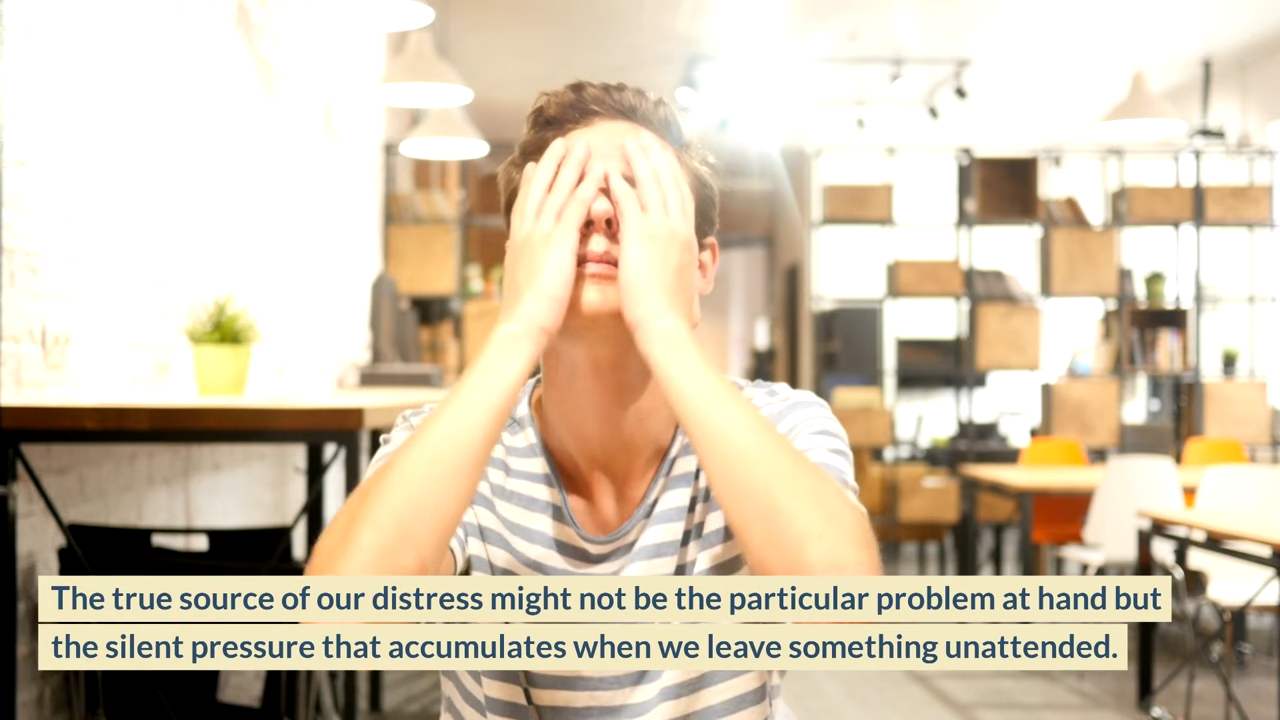 The true source of our distress might not be the particular problem at hand but
the silent pressure that accumulates when we leave something unattended.